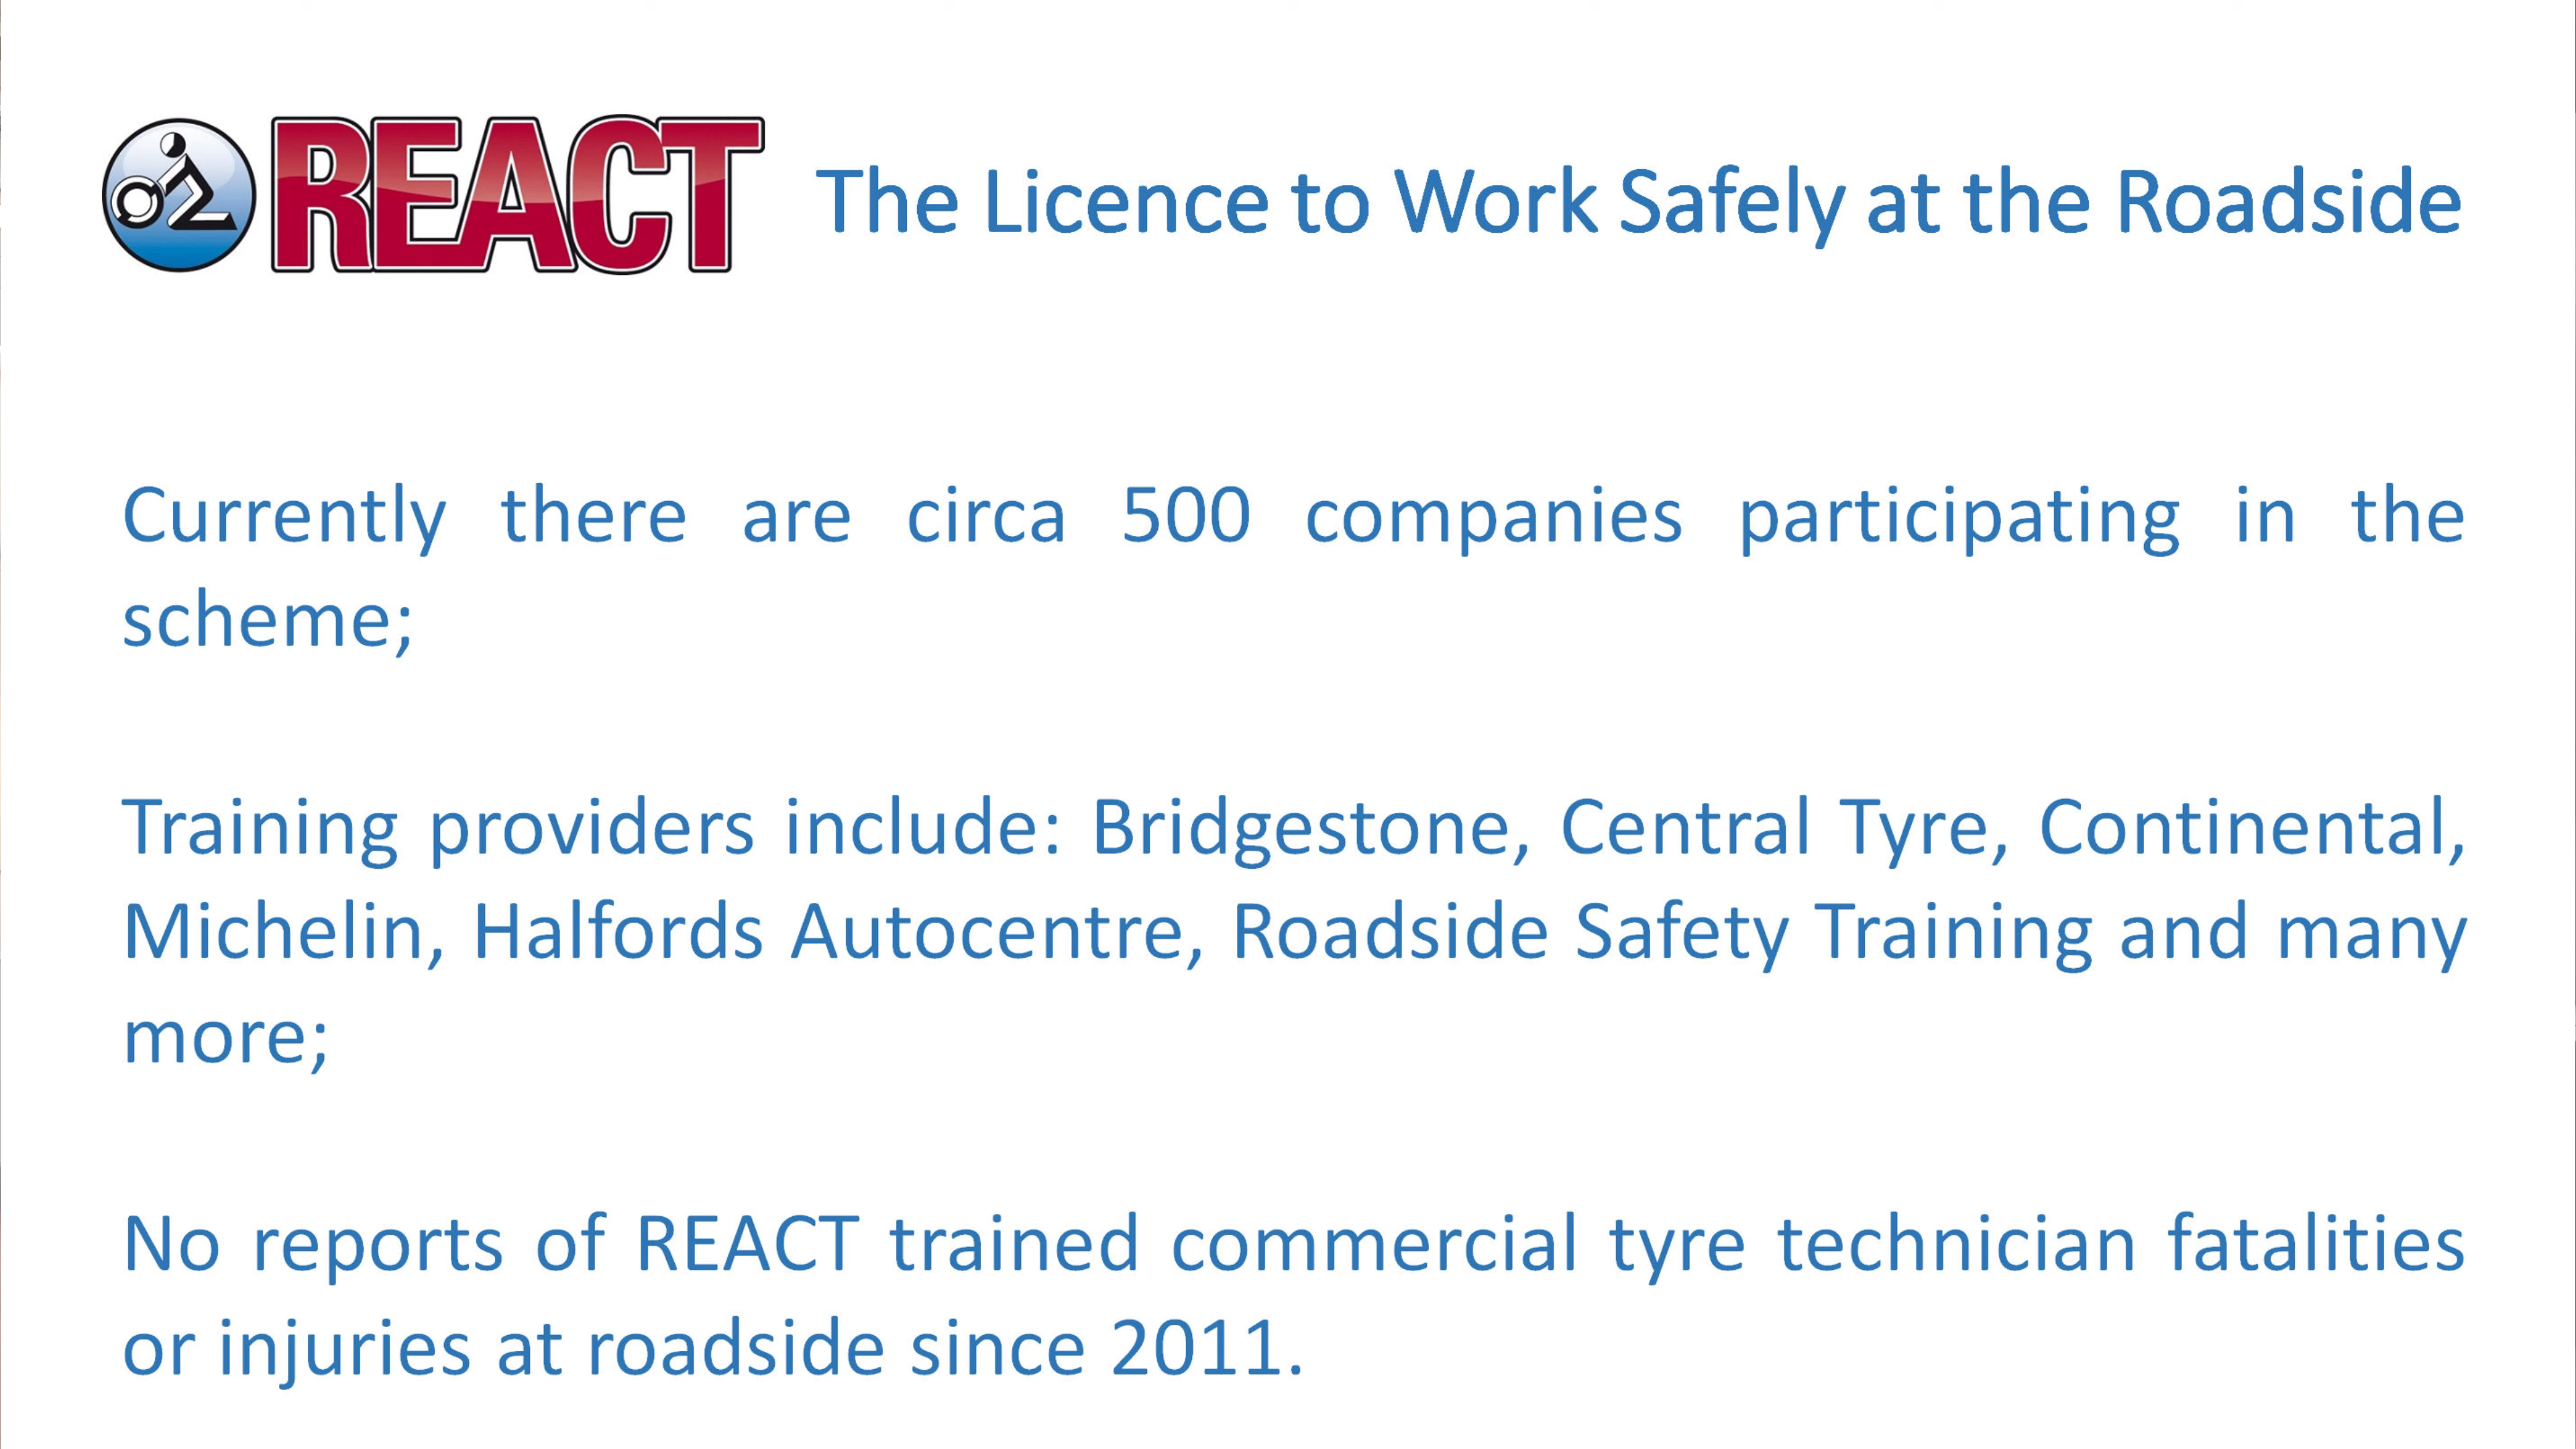 REACT The Licence to Work Safely at the Roadside
Currently there are circa 500 companies participating in the
scheme;
Training providers include: Bridgestone, Central Tyre, Continental,
Michelin, Halfords Autocentre, Roadside Safety Training and many
more;
No reports of REACT trained commercial tyre technician fatalities
or injuries at roadside since 2011.